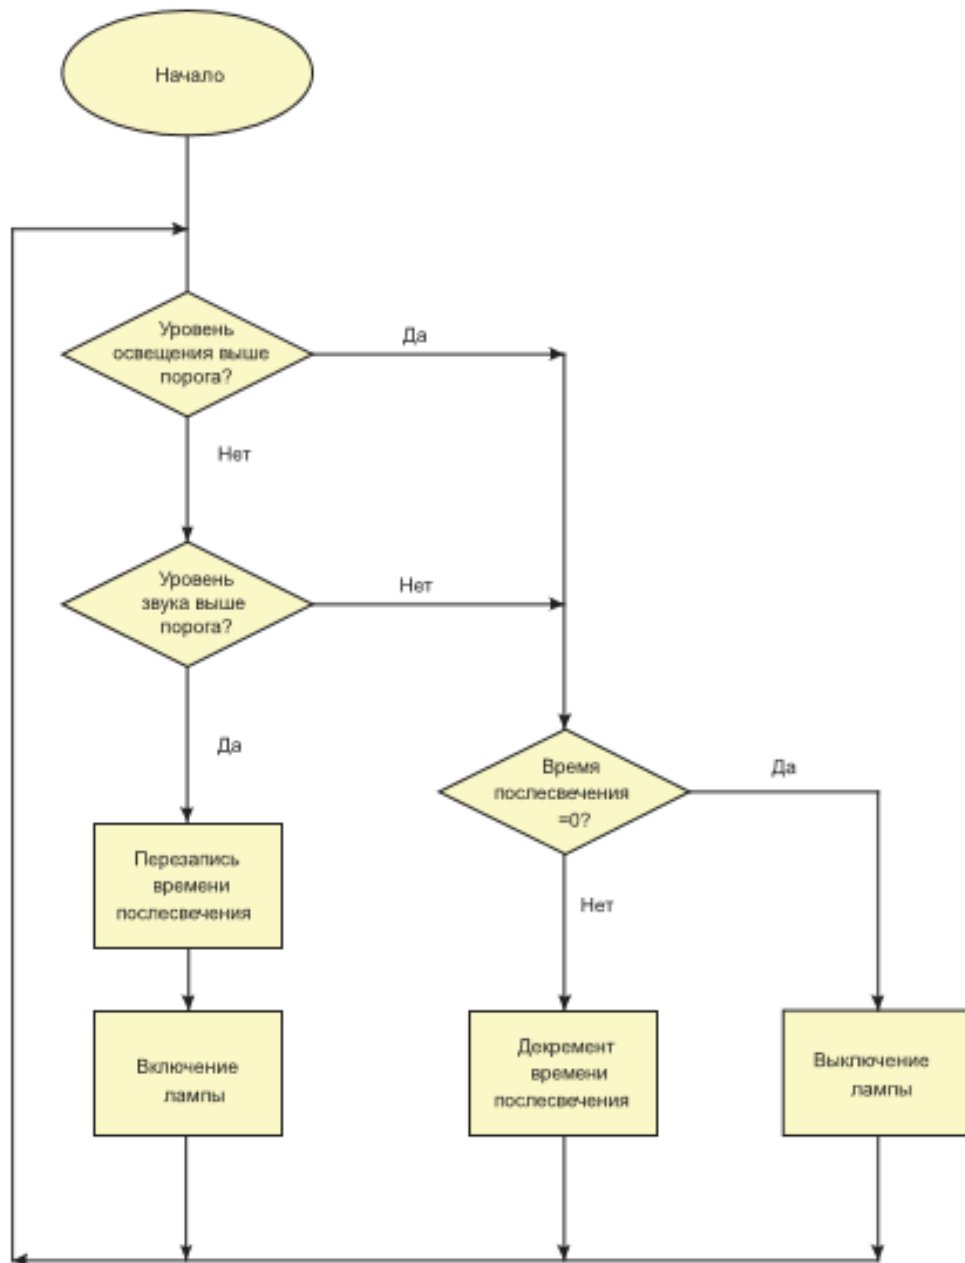 Начало
Уровень
освещения выше
порога?
Да
Нет
Уровень
звука выше
порога?
Нет
Да
Время
послесвечения
=0?
Да
Нет
Перезапись
времени
послесвечения
Включение
лампы
Декремент
времени
послесвечения
Выключение
лампы